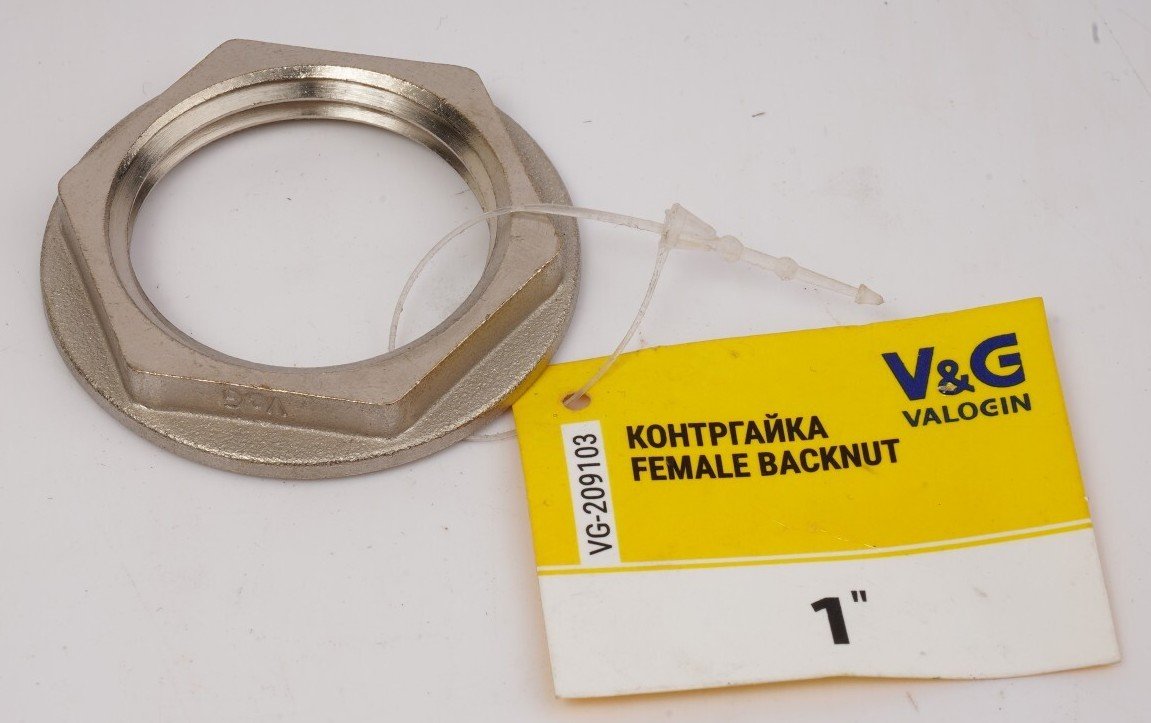 V&G
V&G
VALOGIN
КОНТРГАЙКА
FEMALE BACKNUT
VG-209103
1"